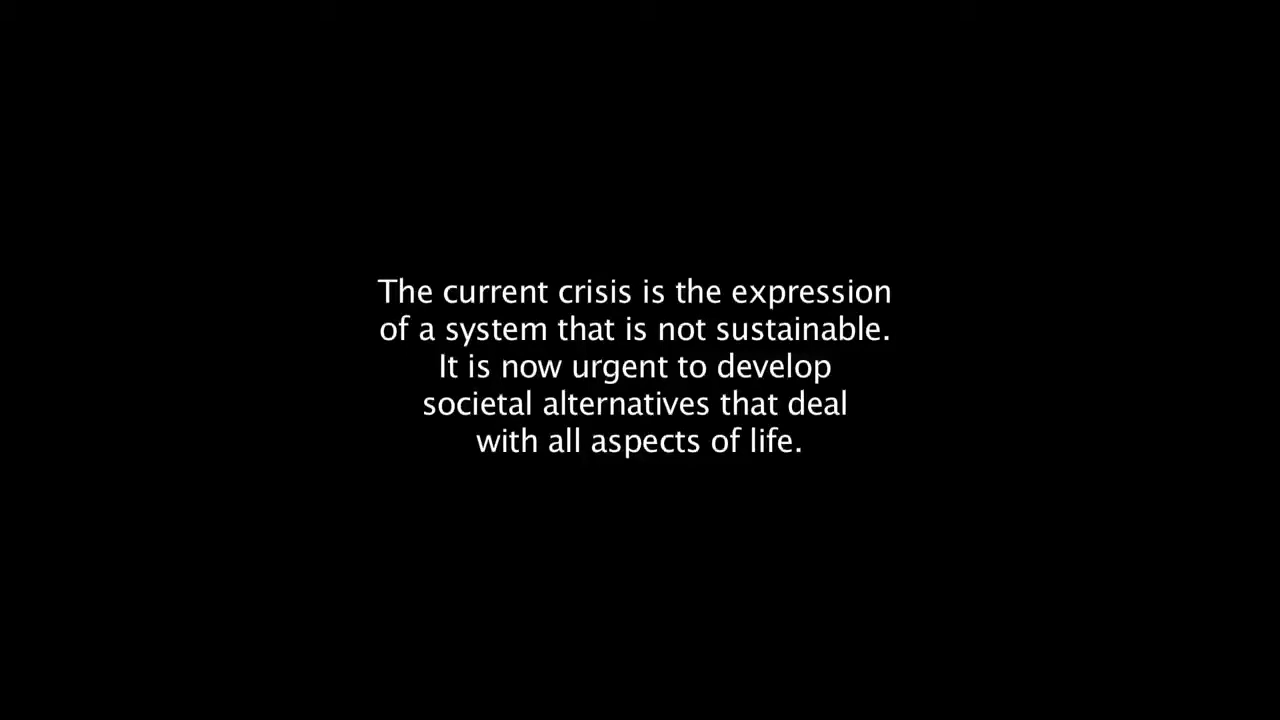 The current crisis is the expression
of a system that is not sustainable.
It is now urgent to develop
societal alternatives that deal
with all aspects of life.